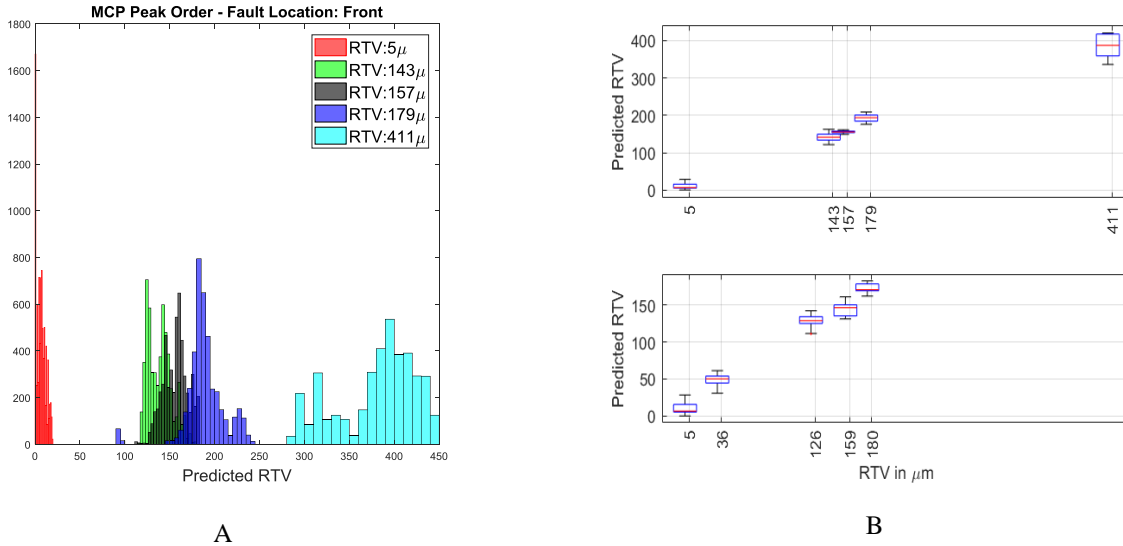 MCP Peak Order - Fault Location: Front
1800
1600
1400
1200
1000
800
600
400
200
0
0 50 100 150 200 250 300 350 400 450
Predicted RTV
RTV:5μ
RTV:143μ
RTV:157μ
RTV:179μ
RTV:411μ
A
Predicted RTV
400
300
200
100
0
5 143 157 179 411
Predicted RTV
150
100
50
0
5 36 126 159 180
RTV in μm
B